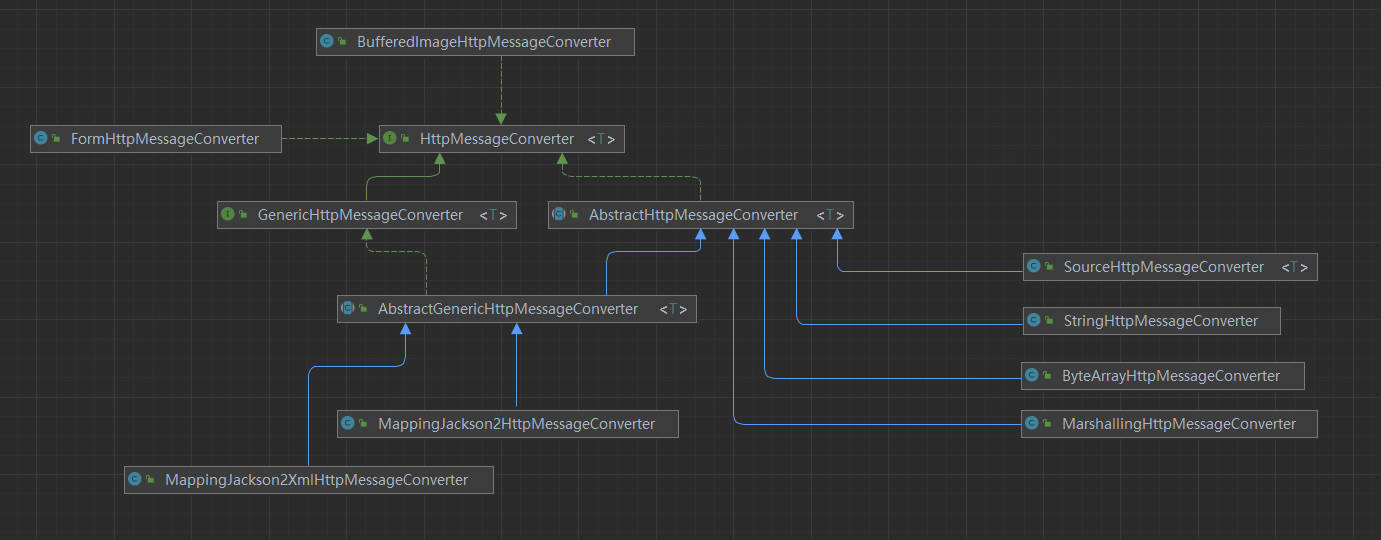 BufferedImageHttpMessageConverter
FormHttpMessageConverter
HttpMessageConverter <T>
GenericHttpMessageConverter <T>
AbstractHttpMessageConverter <T>
SourceHttpMessageConverter <T>
AbstractGenericHttpMessageConverter <T>
StringHttpMessageConverter
ByteArrayHttpMessageConverter
MappingJackson2HttpMessageConverter
MarshallingHttpMessageConverter
MappingJackson2XmlHttpMessageConverter